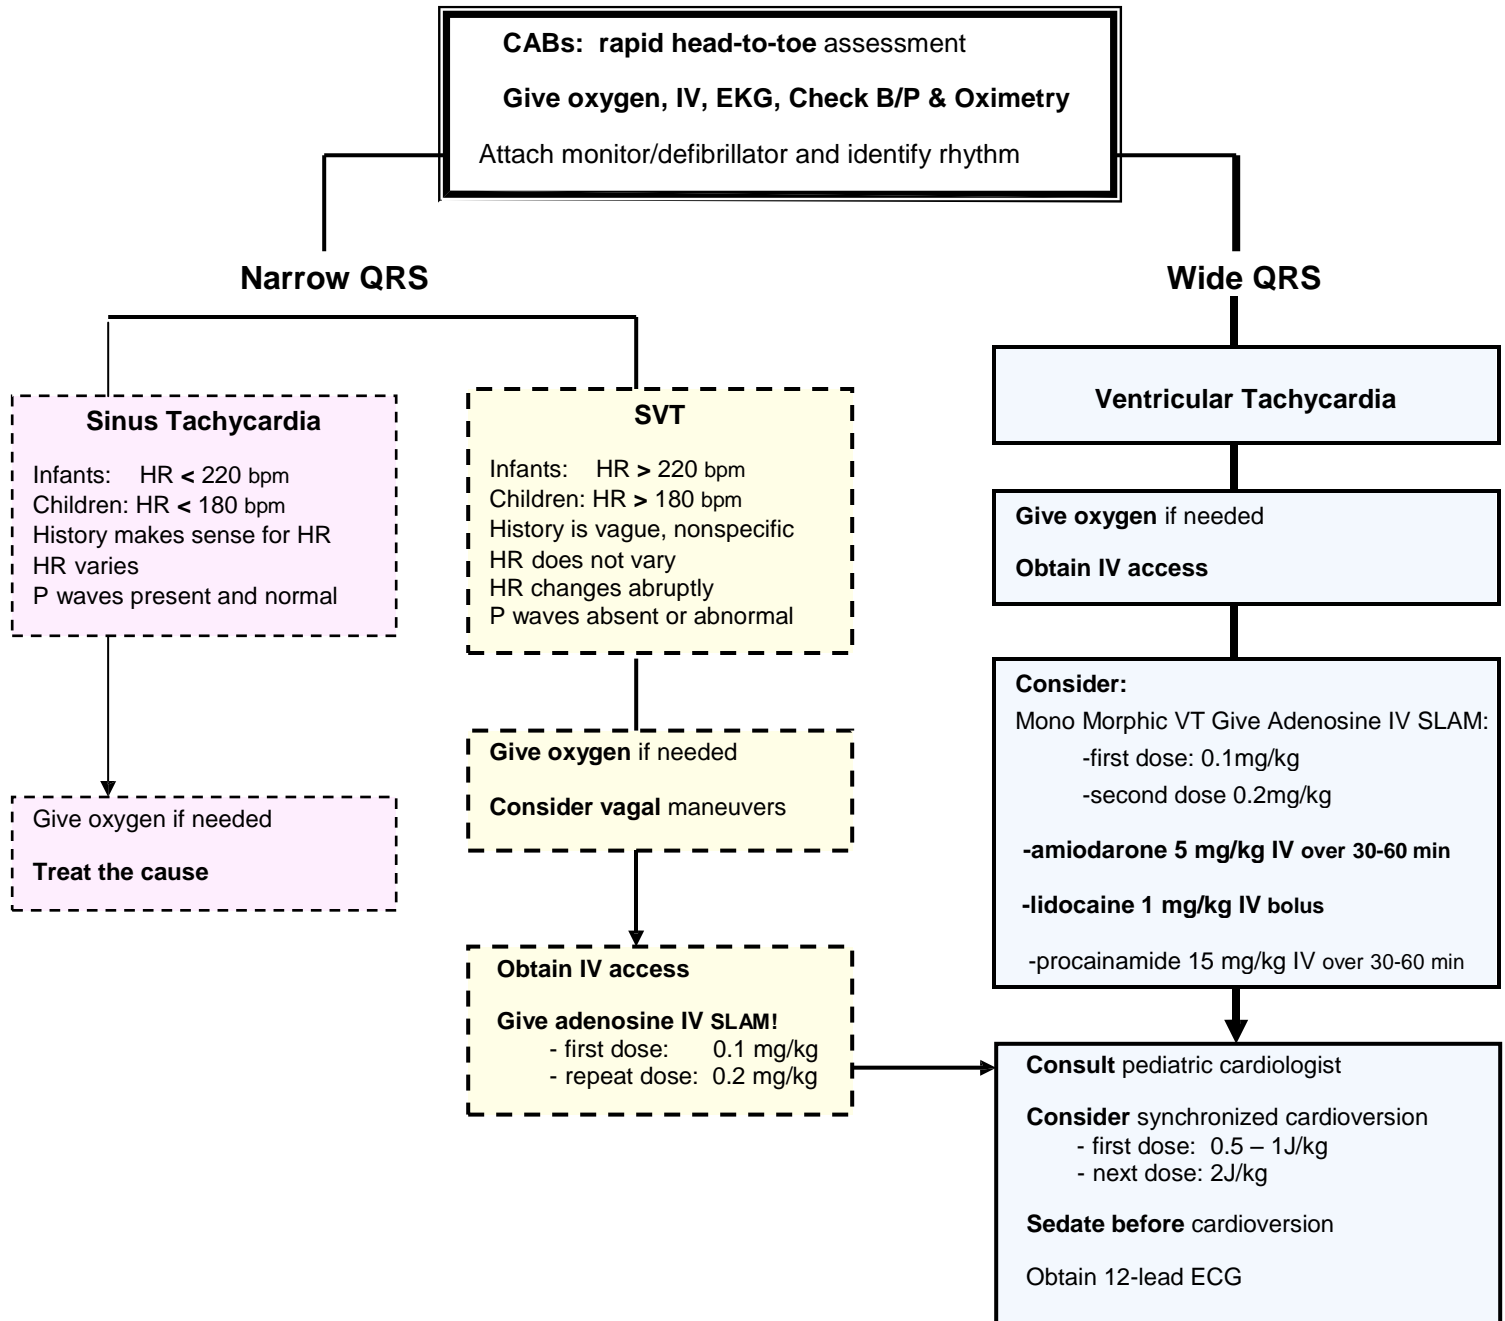 CABs: rapid head-to-toe assessment
Give oxygen, IV, EKG, Check B/P & Oximetry
Attach monitor/defibrillator and identify rhythm
Narrow QRS
Wide QRS
Sinus Tachycardia
Infants: HR < 220 bpm
Children: HR < 180 bpm
History makes sense for HR
HR varies
P waves present and normal
Give oxygen if needed
Treat the cause
SVT
Infants: HR > 220 bpm
Children: HR > 180 bpm
History is vague, nonspecific
HR does not vary
HR changes abruptly
P waves absent or abnormal
Give oxygen if needed
Consider vagal maneuvers
Obtain IV access
Give adenosine IV SLAM!
- first dose: 0.1 mg/kg
- repeat dose: 0.2 mg/kg
Ventricular Tachycardia
Give oxygen if needed
Obtain IV access
Consider:
Mono Morphic VT Give Adenosine IV SLAM:
-first dose: 0.1mg/kg
-second dose 0.2mg/kg
-amiodarone 5 mg/kg IV over 30-60 min
-lidocaine 1 mg/kg IV bolus
-procainamide 15 mg/kg IV over 30-60 min
Consult pediatric cardiologist
Consider synchronized cardioversion
- first dose: 0.5 – 1J/kg
- next dose: 2J/kg
Sedate before cardioversion
Obtain 12-lead ECG